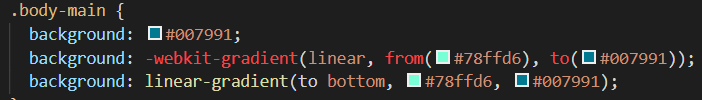 .body-main {
background: #007991;
background: -webkit-gradient(linear, from(#78ffd6), to(#007991));
background: linear-gradient(to bottom, #78ffd6, #007991);